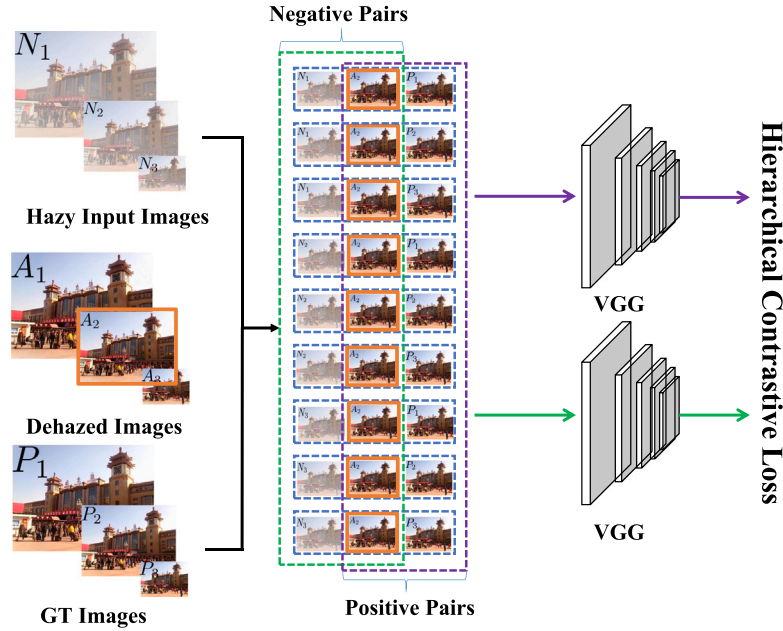 Negative Pairs
N1
N2
N3
Hazy Input Images
A1
A2
A3
Dehazed Images
P1
P2
P3
GT Images
N1 A2 P1
N1 A2 P2
N1 A2 P3
N2 A2 P1
N2 A2 P2
N2 A2 P3
N3 A2 P1
N3 A2 P2
N3 A2 P3
Positive Pairs
VGG
VGG
Hierarchical Contrastive Loss